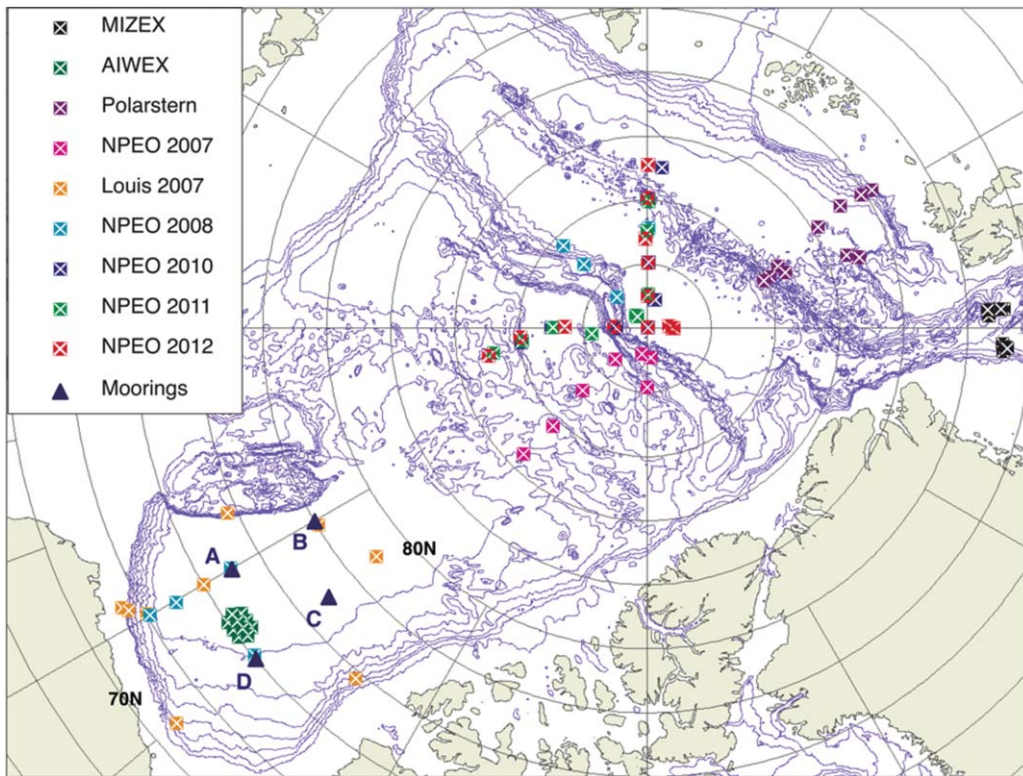 MIZEX
AIWEX
Polarstern
NPEO 2007
Louis 2007
NPEO 2008
NPEO 2010
NPEO 2011
NPEO 2012
Moorings
B
80N
A
C
D
70N